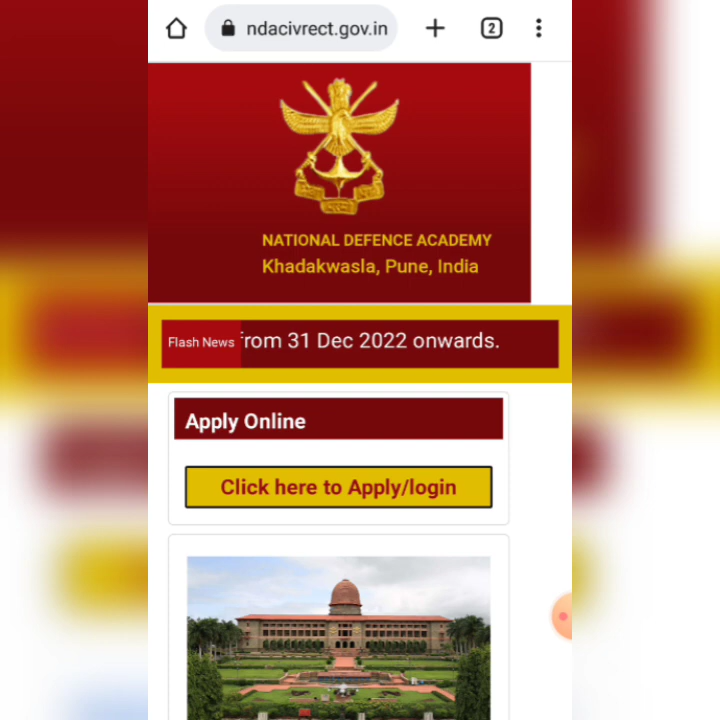 ndacivrect.gov.in
2
NATIONAL DEFENCE ACADEMY
Khadakwasla, Pune, India
Flash News from 31 Dec 2022 onwards.
Apply Online
Click here to Apply/login